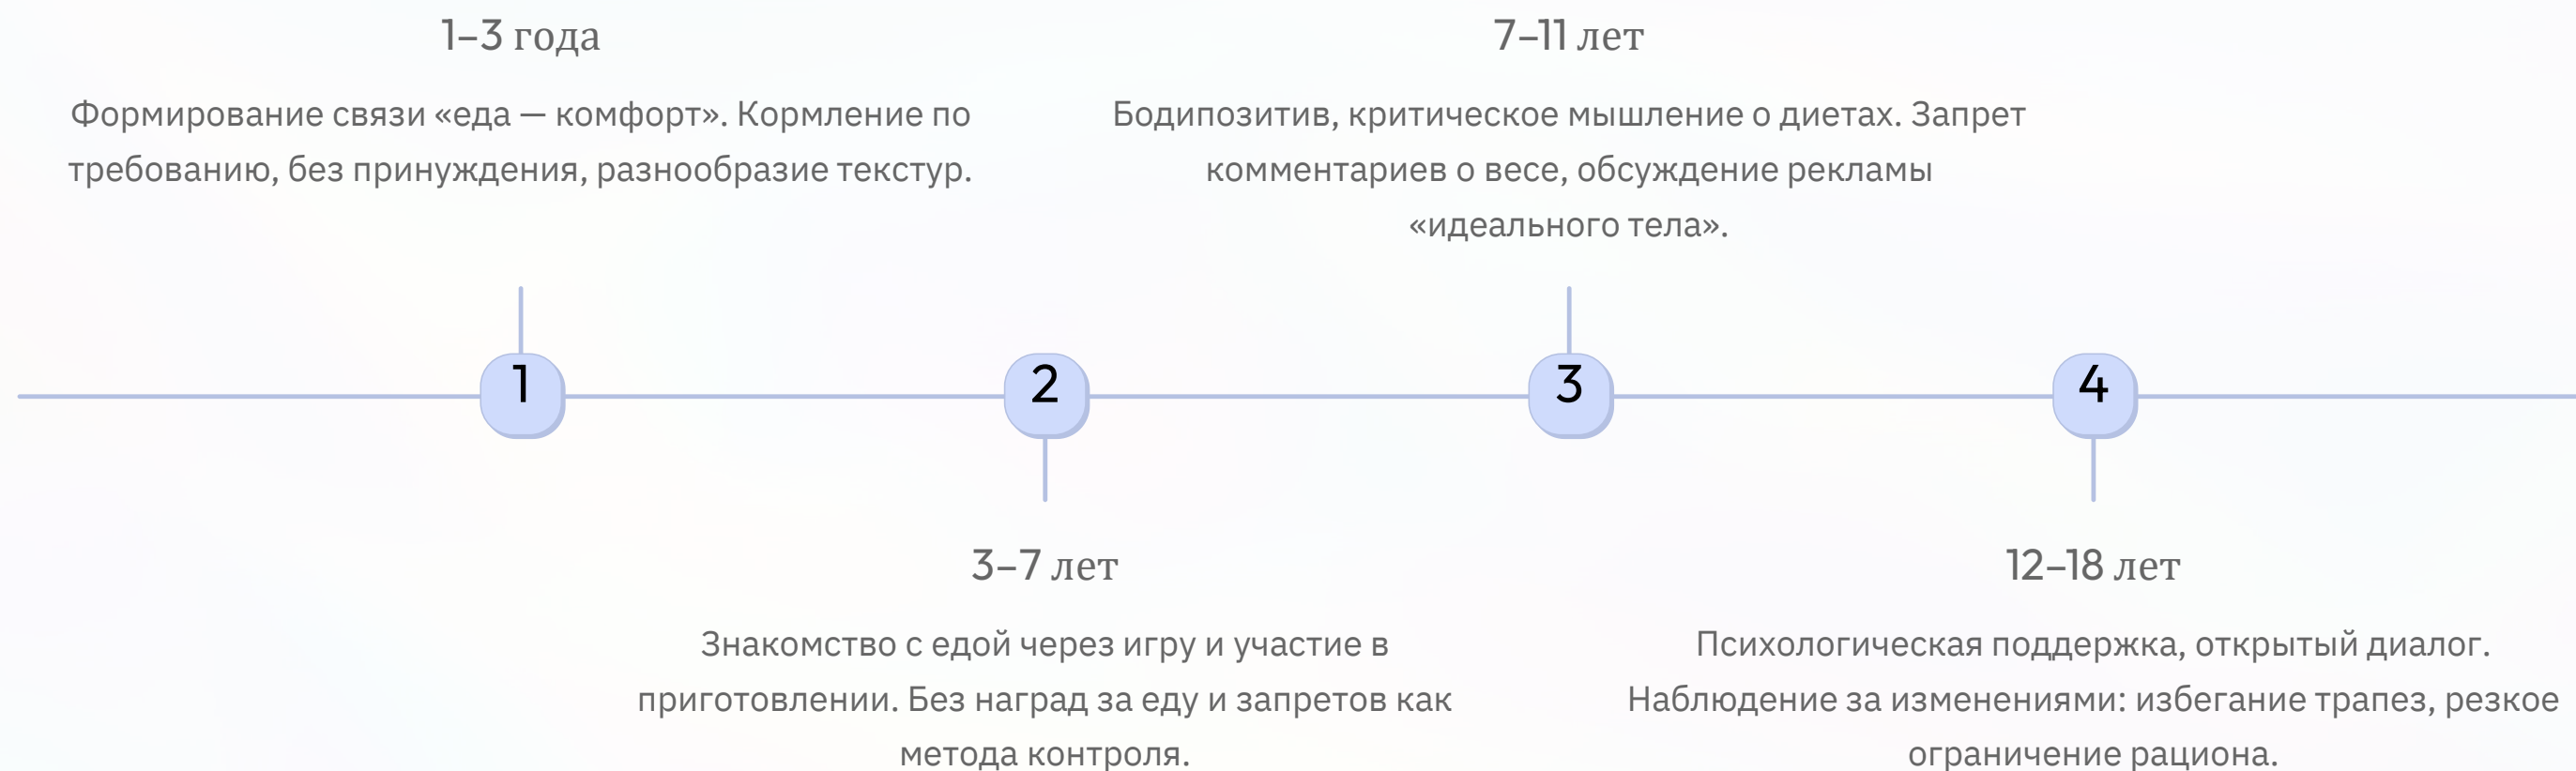 1–3 года
Формирование связи «еда — комфорт». Кормление по
требованию, без принуждения, разнообразие текстур.
7–11 лет
Бодипозитив, критическое мышление о диетах. Запрет
комментариев о весе, обсуждение рекламы
«идеального тела».
1
2
3
4
3–7 лет
Знакомство с едой через игру и участие в
приготовлении. Без наград за еду и запретов как
метода контроля.
12–18 лет
Психологическая поддержка, открытый диалог.
Наблюдение за изменениями: избегание трапез, резкое
ограничение рациона.